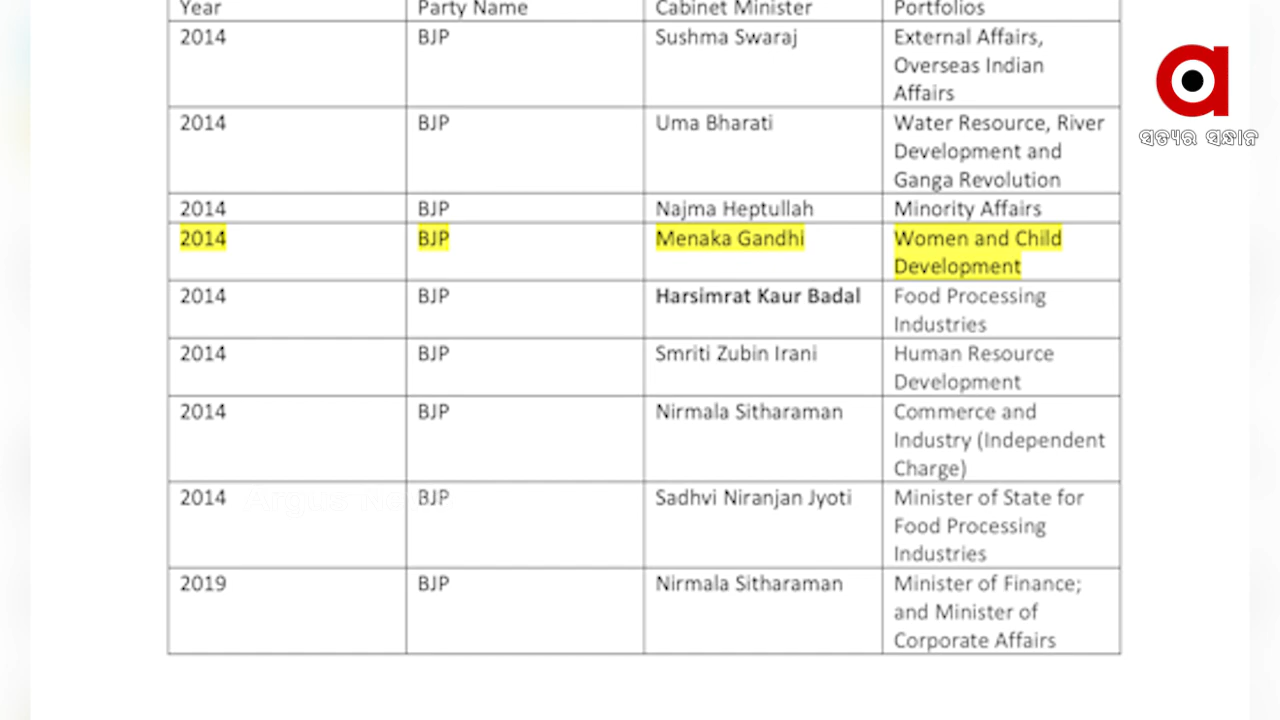 Year Party Name Cabinet Minister Portfolios
2014 BJP Sushma Swaraj External Affairs,
Overseas Indian
Affairs
2014 BJP Uma Bharati Water Resource, River
Development and
Ganga Revolution
2014 BJP Najma Heptullah Minority Affairs
2014 BJP Menaka Gandhi Women and Child
Development
2014 BJP Harsimrat Kaur Badal Food Processing
Industries
2014 BJP Smriti Zubin Irani Human Resource
Development
2014 BJP Nirmala Sitharaman Commerce and
Industry (Independent
Charge)
2014 BJP Sadhvi Niranjan Jyoti Minister of State for
Food Processing
Industries
2019 BJP Nirmala Sitharaman Minister of Finance;
and Minister of
Corporate Affairs
a
ସତ୍ୟର ସନ୍ଧାନ
Argus